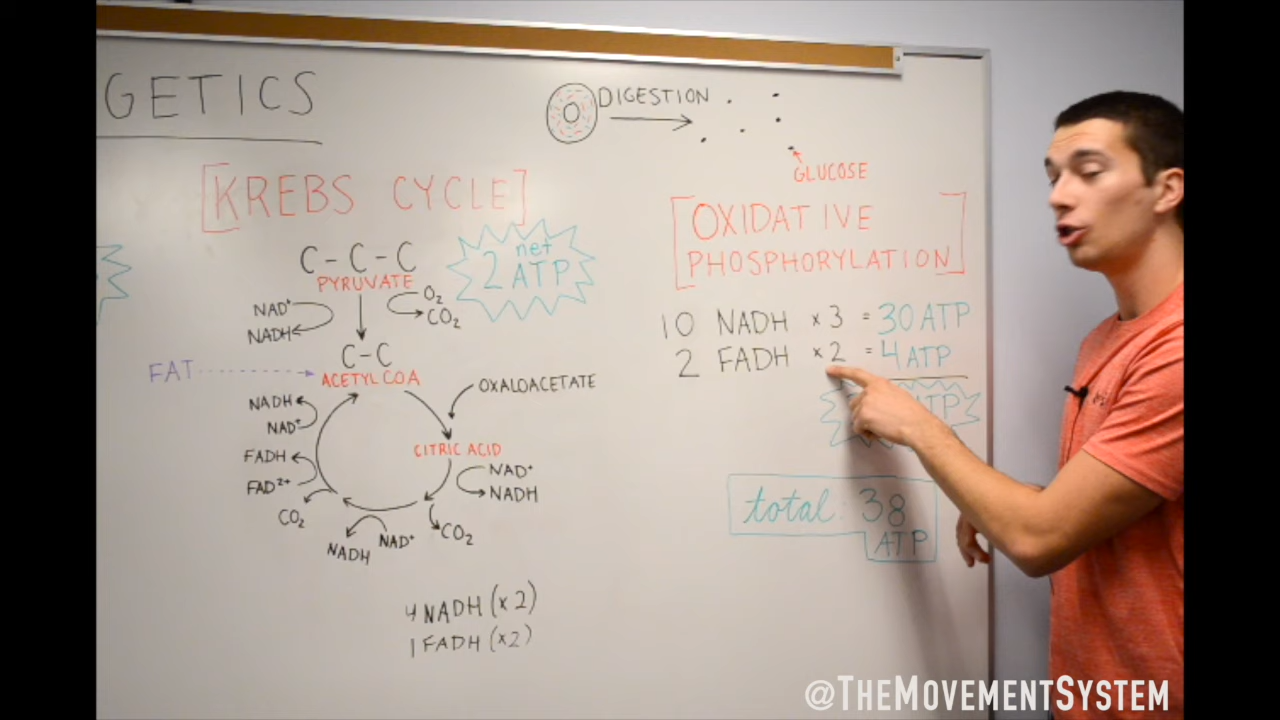 GETICS
DIGESTION
GLUCOSE
[KREBS CYCLE]
C-C-C
PYRUVATE
2 net ATP
NAD⁺
NADH
O₂
CO₂
C-C
FAT
ACETYL COA
OXALOACETATE
NADH
NAD⁺
CITRIC ACID
FADH
FAD²⁺
NAD⁺
NADH
CO₂
NADH
NAD⁺
CO₂
4 NADH (x2)
1 FADH (x2)
[OXIDATIVE
PHOSPHORYLATION]
10 NADH x 3 = 30 ATP
2 FADH x 2 = 4 ATP
ATP
total: 38
ATP
@THEMOVEMENTSYSTEM